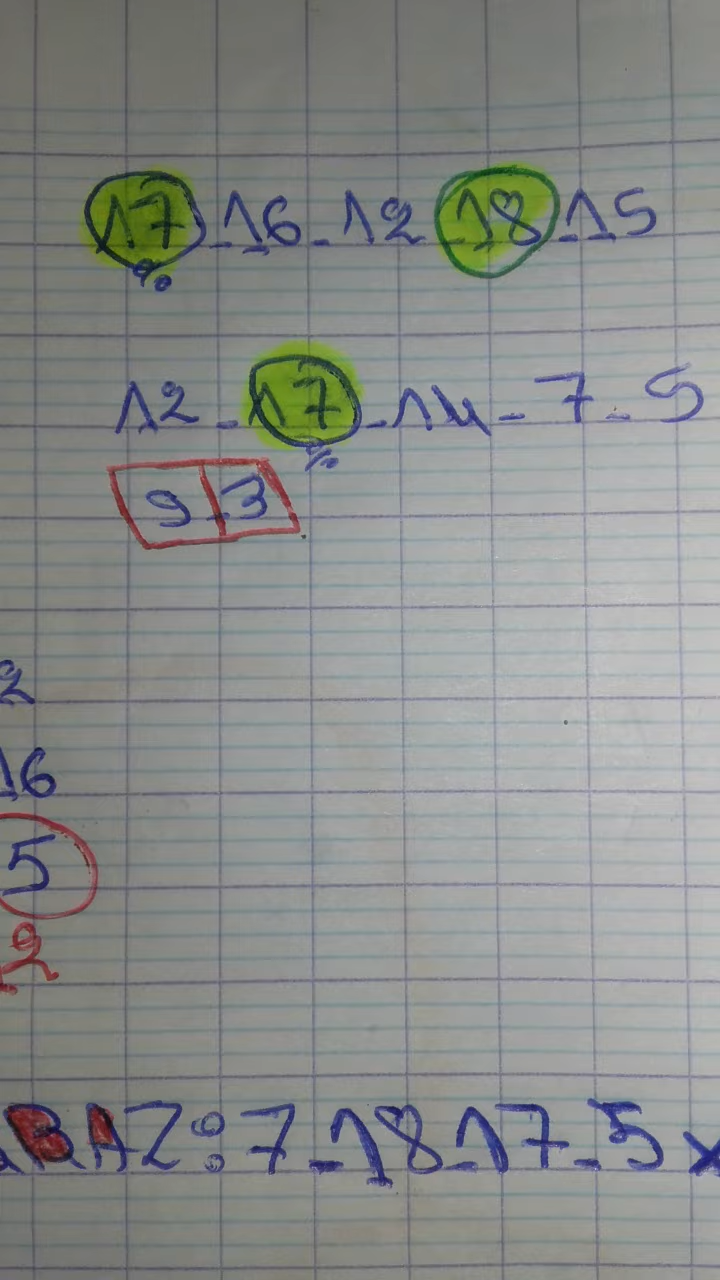 17 - 16 - 12 - 18 - 15
%
12 - 17 - 14 - 7 - 5
%
9 - 3
2
16
5
2
BAZ : 7 - 18 - 17 - 5 x